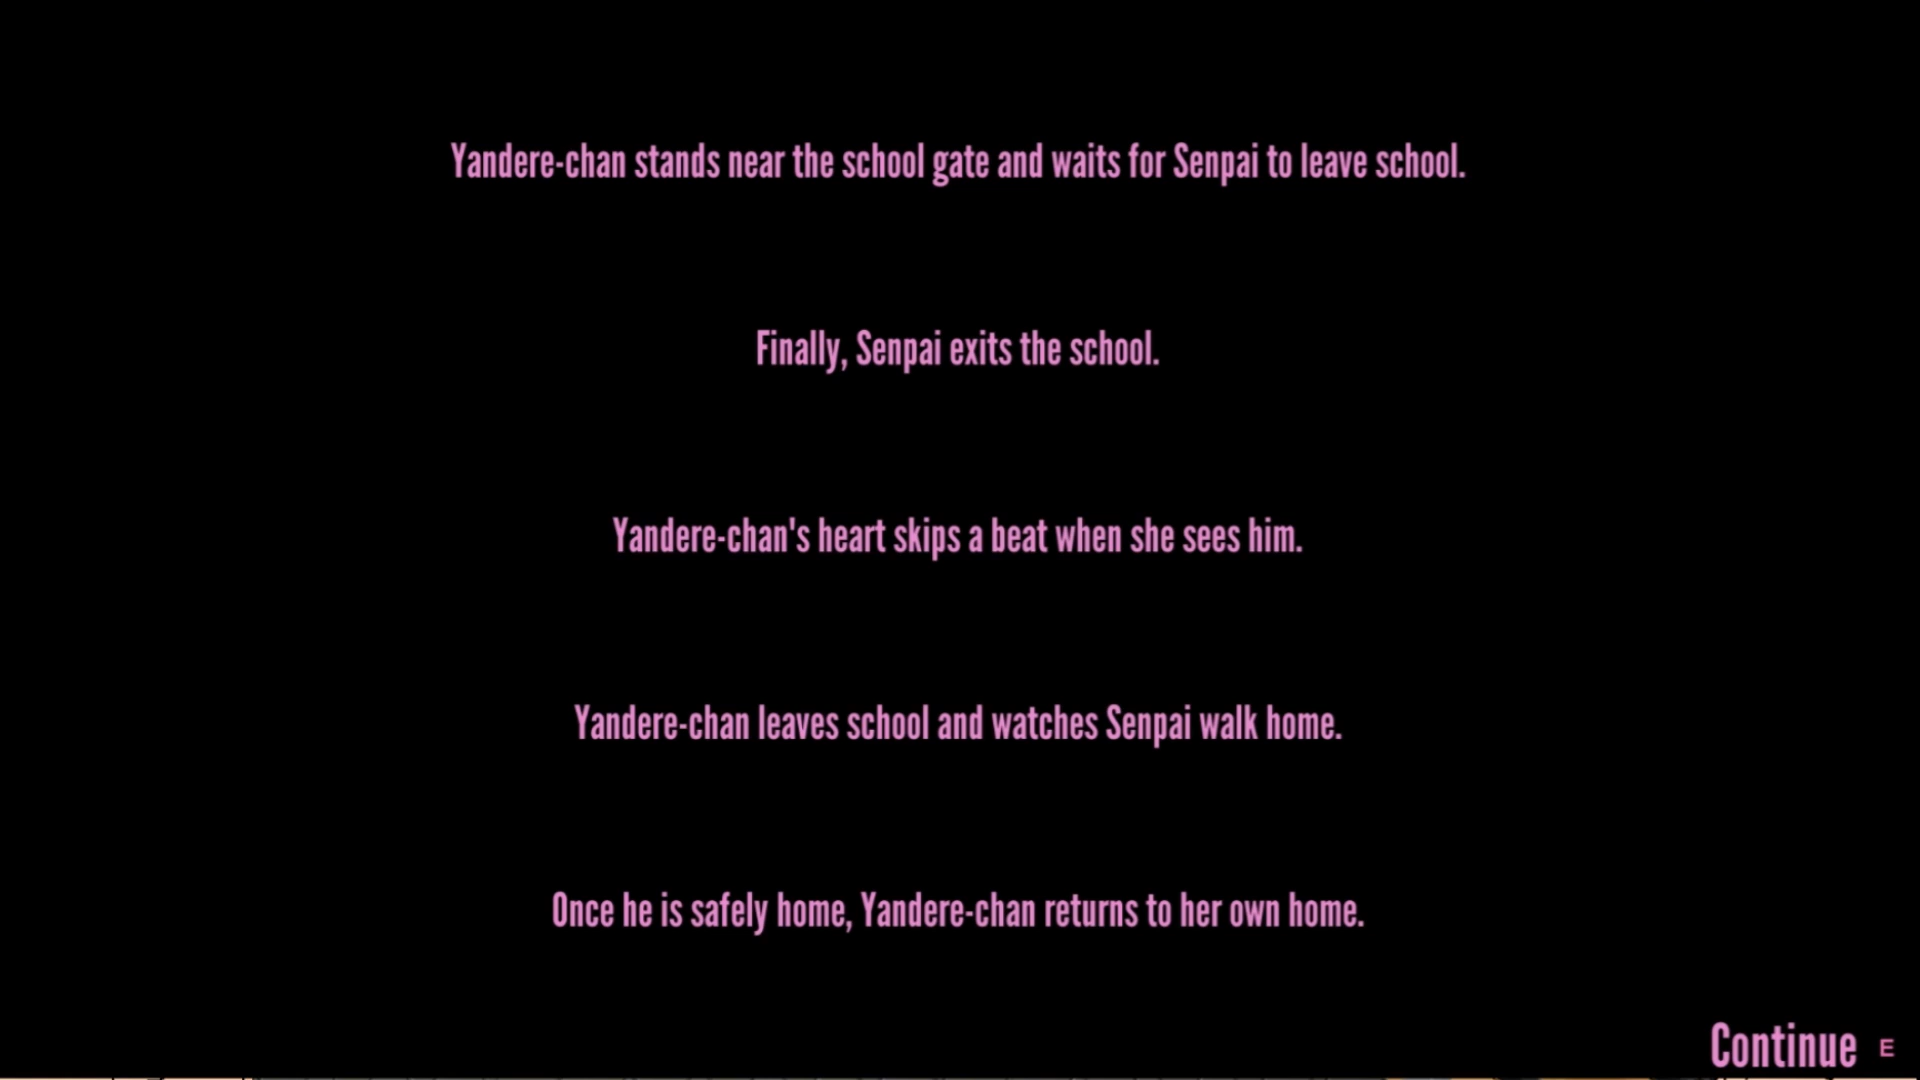 Yandere-chan stands near the school gate and waits for Senpai to leave school.
Finally, Senpai exits the school.
Yandere-chan's heart skips a beat when she sees him.
Yandere-chan leaves school and watches Senpai walk home.
Once he is safely home, Yandere-chan returns to her own home.
Continue E